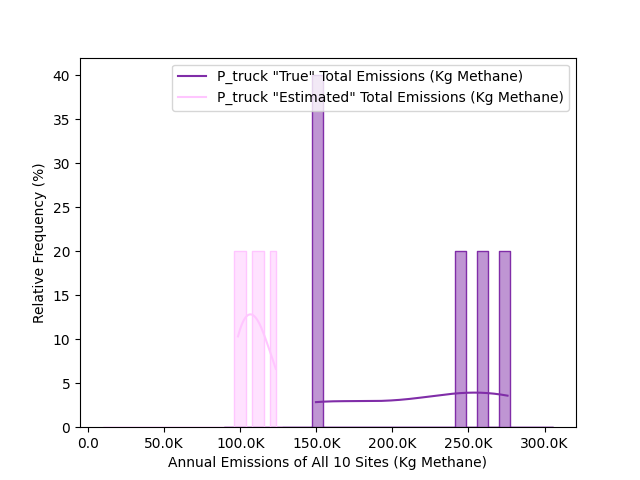 P_truck "True" Total Emissions (Kg Methane)
P_truck "Estimated" Total Emissions (Kg Methane)
40
35
30
25
20
15
10
5
0
Relative Frequency (%)
0.0 50.0K 100.0K 150.0K 200.0K 250.0K 300.0K
Annual Emissions of All 10 Sites (Kg Methane)